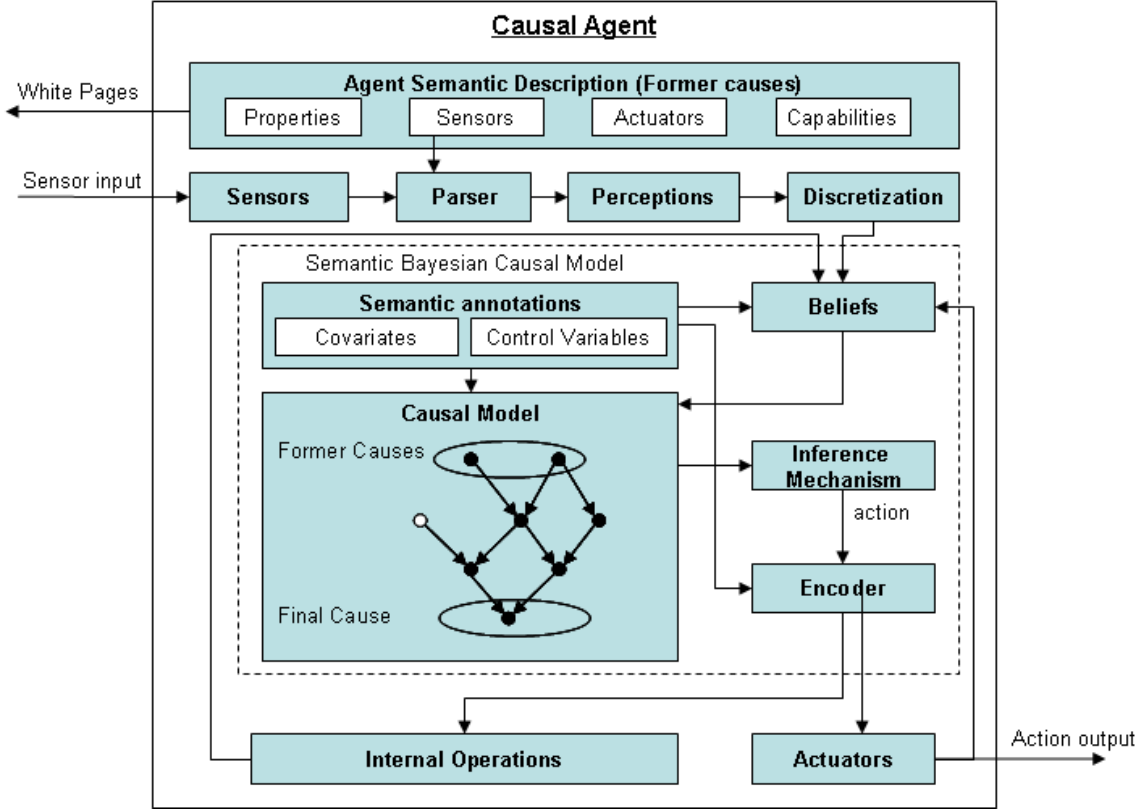 Causal Agent
Agent Semantic Description (Former causes)
White Pages
Properties
Sensors
Actuators
Capabilities
Sensor input
Sensors
Parser
Perceptions
Discretization
Semantic Bayesian Causal Model
Semantic annotations
Covariates
Control Variables
Beliefs
Causal Model
Former Causes
Inference
Mechanism
action
Encoder
Final Cause
Internal Operations
Actuators
Action output